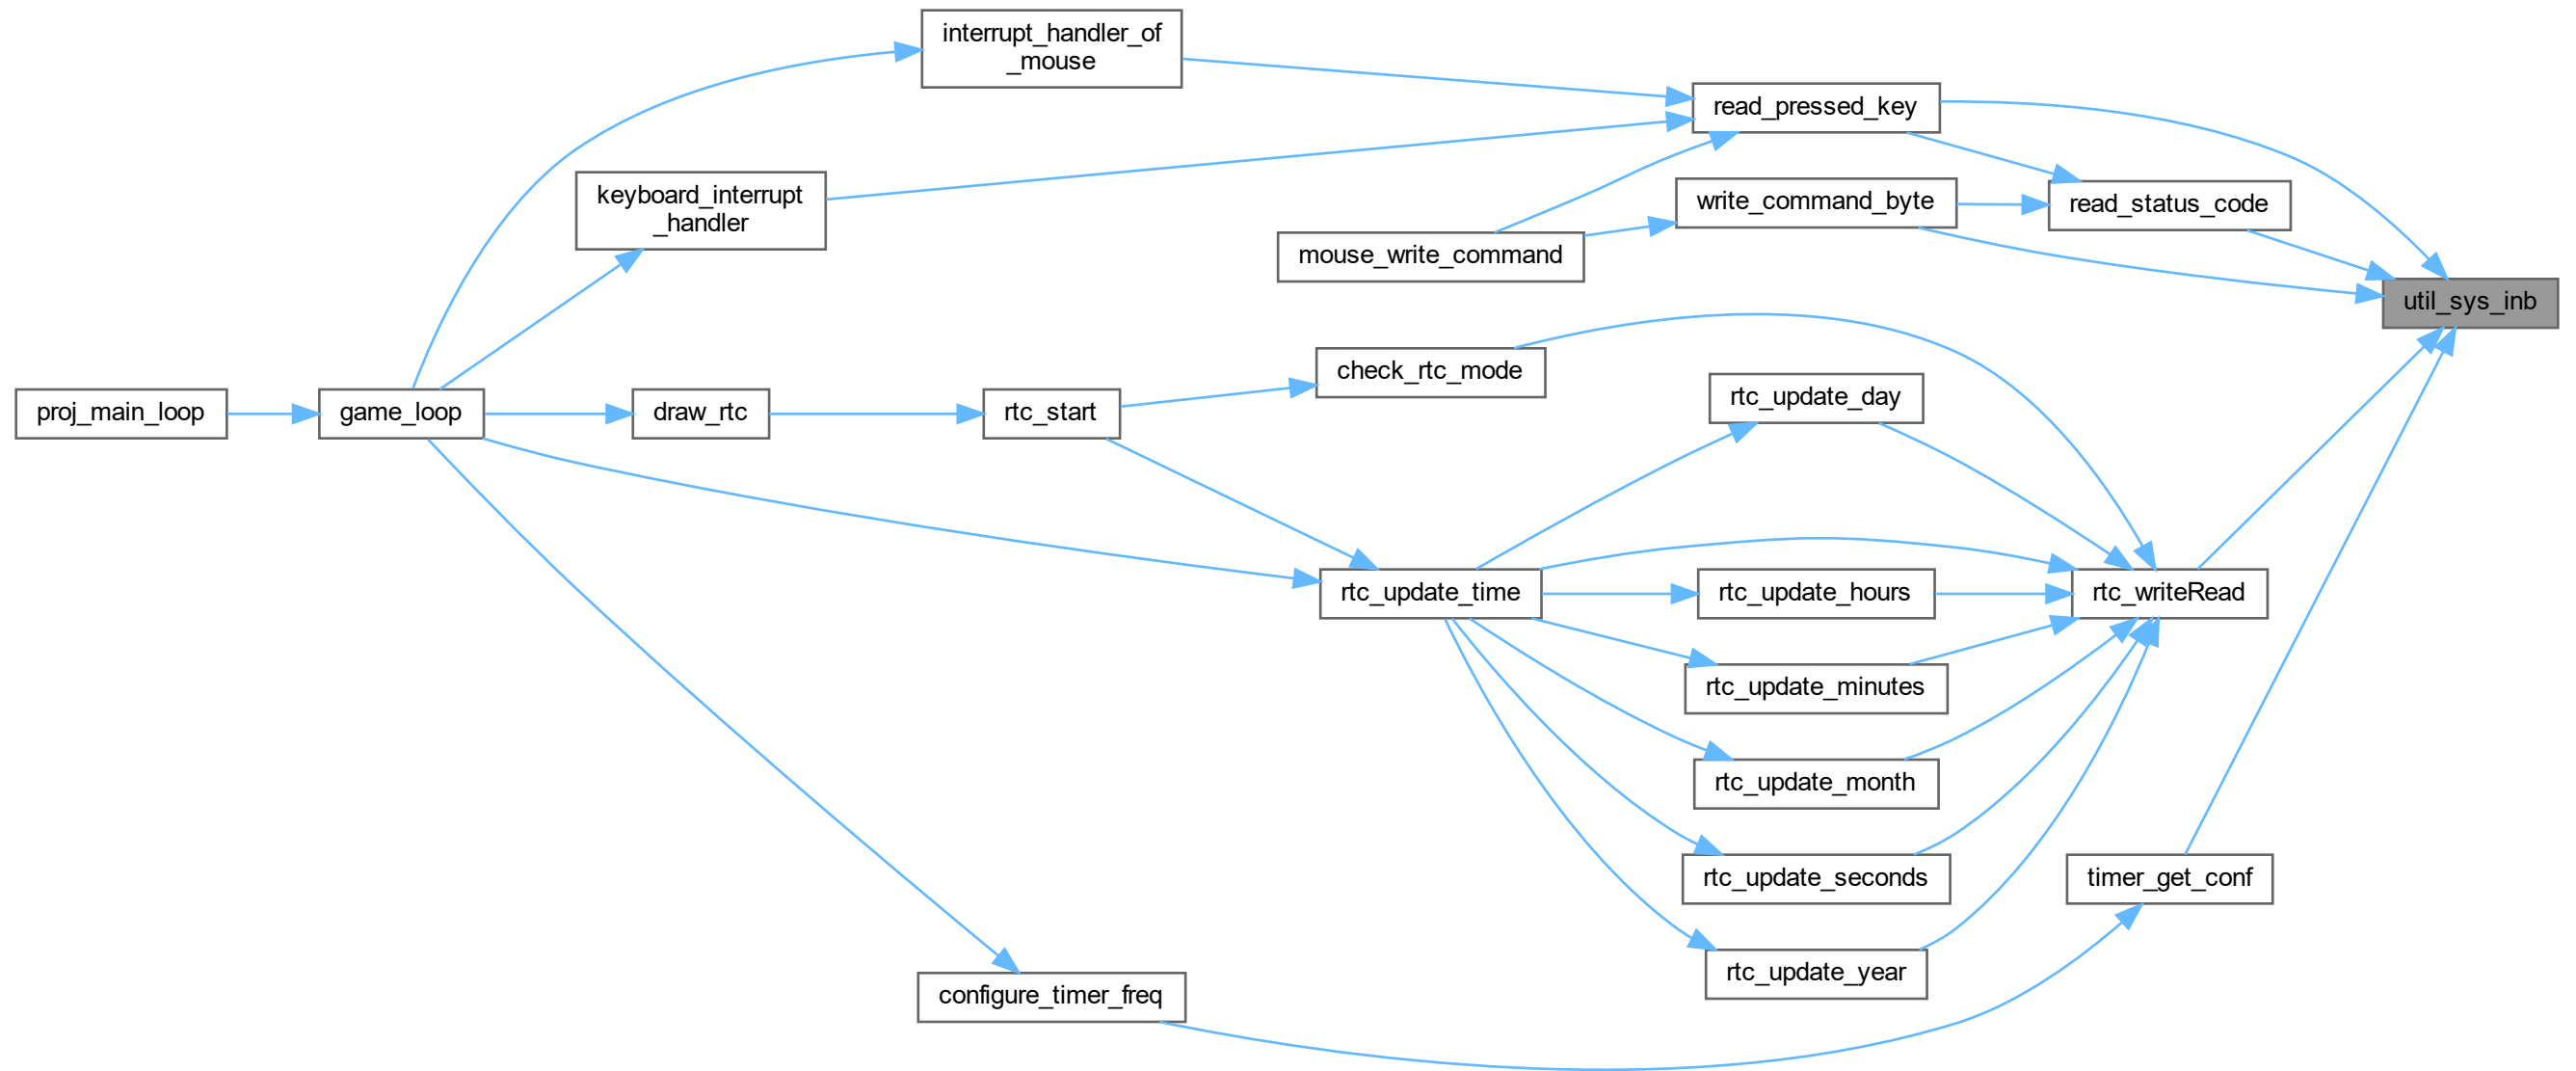 interrupt_handler_of
_mouse
read_pressed_key
keyboard_interrupt
_handler
write_command_byte
read_status_code
mouse_write_command
util_sys_inb
check_rtc_mode
rtc_update_day
proj_main_loop
game_loop
draw_rtc
rtc_start
rtc_update_time
rtc_update_hours
rtc_writeRead
rtc_update_minutes
rtc_update_month
rtc_update_seconds
timer_get_conf
rtc_update_year
configure_timer_freq